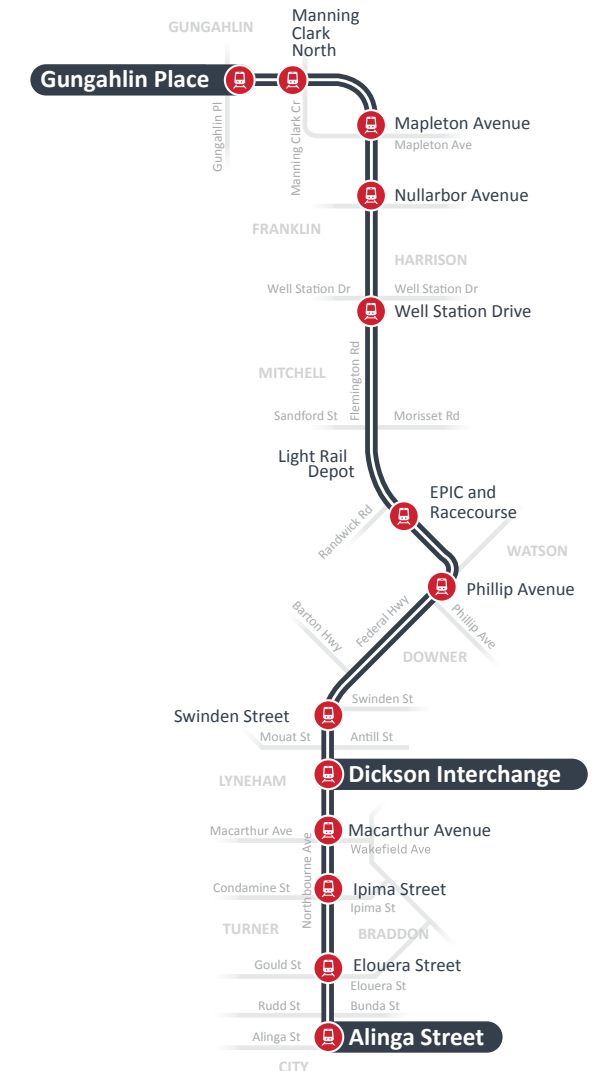 GUNGAHLIN
Manning
Clark
North
Gungahlin Place
Gungahlin Pl
Manning Clark Cr
Mapleton Avenue
Mapleton Ave
Nullarbor Avenue
FRANKLIN
HARRISON
Well Station Dr
Well Station Dr
Well Station Drive
Flemington Rd
MITCHELL
Sandford St
Morisset Rd
Light Rail
Depot
EPIC and
Racecourse
Randwick Rd
WATSON
Phillip Avenue
Phillip Ave
Federal Hwy
Barton Hwy
DOWNER
Swinden St
Swinden Street
Mouat St
Antill St
LYNEHAM
Dickson Interchange
Macarthur Ave
Macarthur Avenue
Wakefield Ave
Northbourne Ave
Condamine St
Ipima Street
Ipima St
TURNER
BRADDON
Gould St
Elouera Street
Elouera St
Rudd St
Bunda St
Alinga St
Alinga Street
CITY